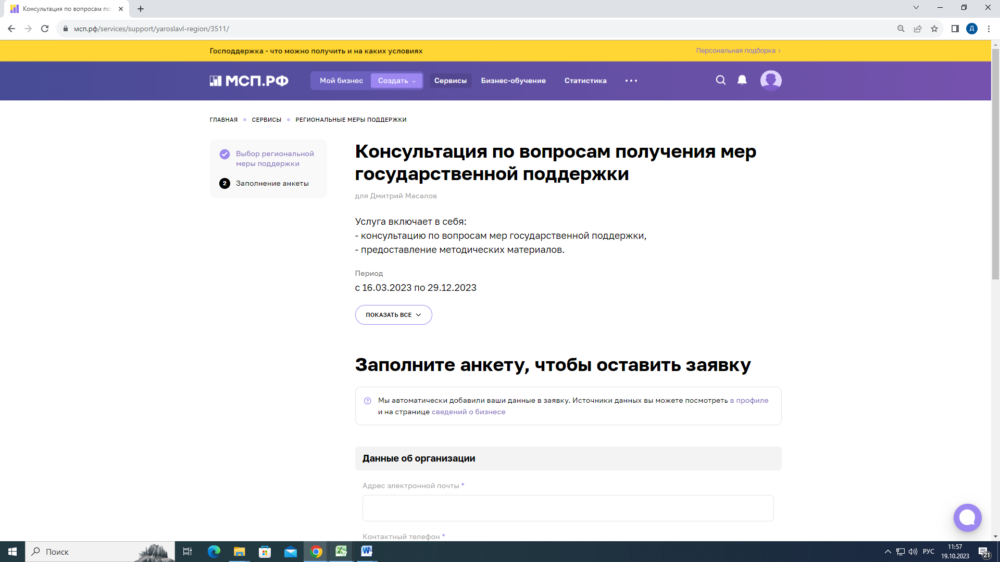 Консультация по вопросам по
мсп.рф/services/support/yaroslavl-region/3511/
Д
Господдержка - что можно получить и на каких условиях
Персональная подборка
МСП.РФ
Мой бизнес
Создать
Сервисы
Бизнес-обучение
Статистика
ГЛАВНАЯ
СЕРВИСЫ
РЕГИОНАЛЬНЫЕ МЕРЫ ПОДДЕРЖКИ
Выбор региональной
меры поддержки
2 Заполнение анкеты
Консультация по вопросам получения мер
государственной поддержки
для Дмитрий Масалов
Услуга включает в себя:
- консультацию по вопросам мер государственной поддержки,
- предоставление методических материалов.
Период
с 16.03.2023 по 29.12.2023
ПОКАЗАТЬ ВСЕ
Заполните анкету, чтобы оставить заявку
Мы автоматически добавили ваши данные в заявку. Источники данных вы можете посмотреть в профиле
и на странице сведений о бизнесе
Данные об организации
Адрес электронной почты *
Контактный телефон *
Поиск
РУС
11:57
19.10.2023
21